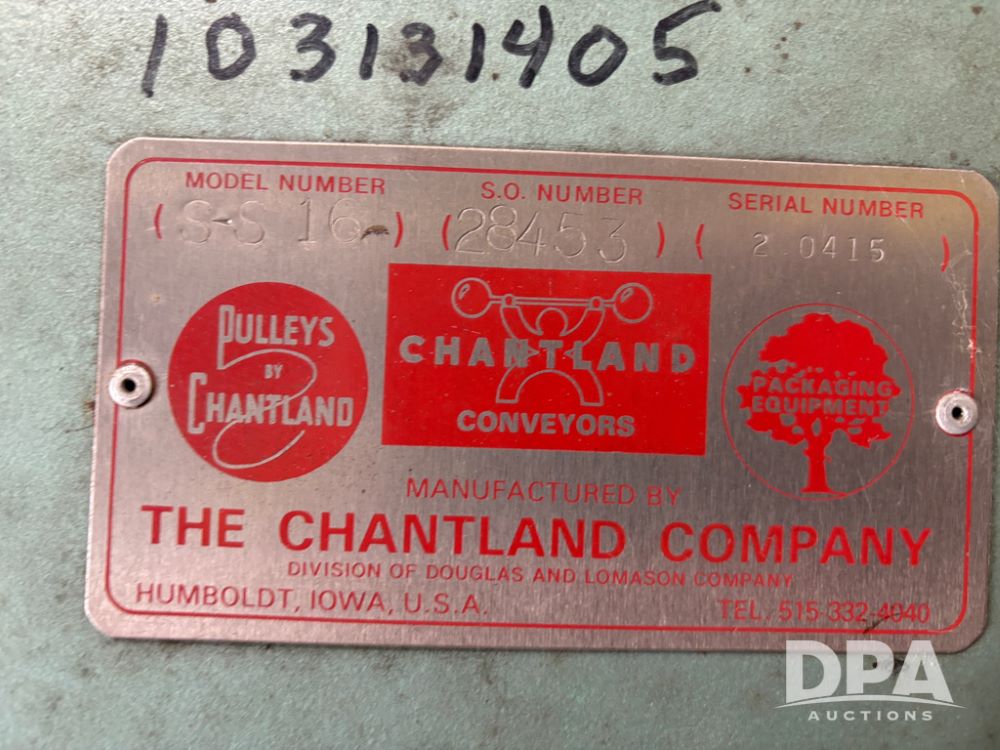 103131405
MODEL NUMBER S.O. NUMBER SERIAL NUMBER
( S-S 16 ) ( 28453 ) ( 2 0415 )
PULLEYS
BY
CHANTLAND
CHANTLAND
CONVEYORS
PACKAGING
EQUIPMENT
MANUFACTURED BY
THE CHANTLAND COMPANY
DIVISION OF DOUGLAS AND LOMASON COMPANY
HUMBOLDT, IOWA, U.S.A. TEL. 515-332-4040
DPA
AUCTIONS